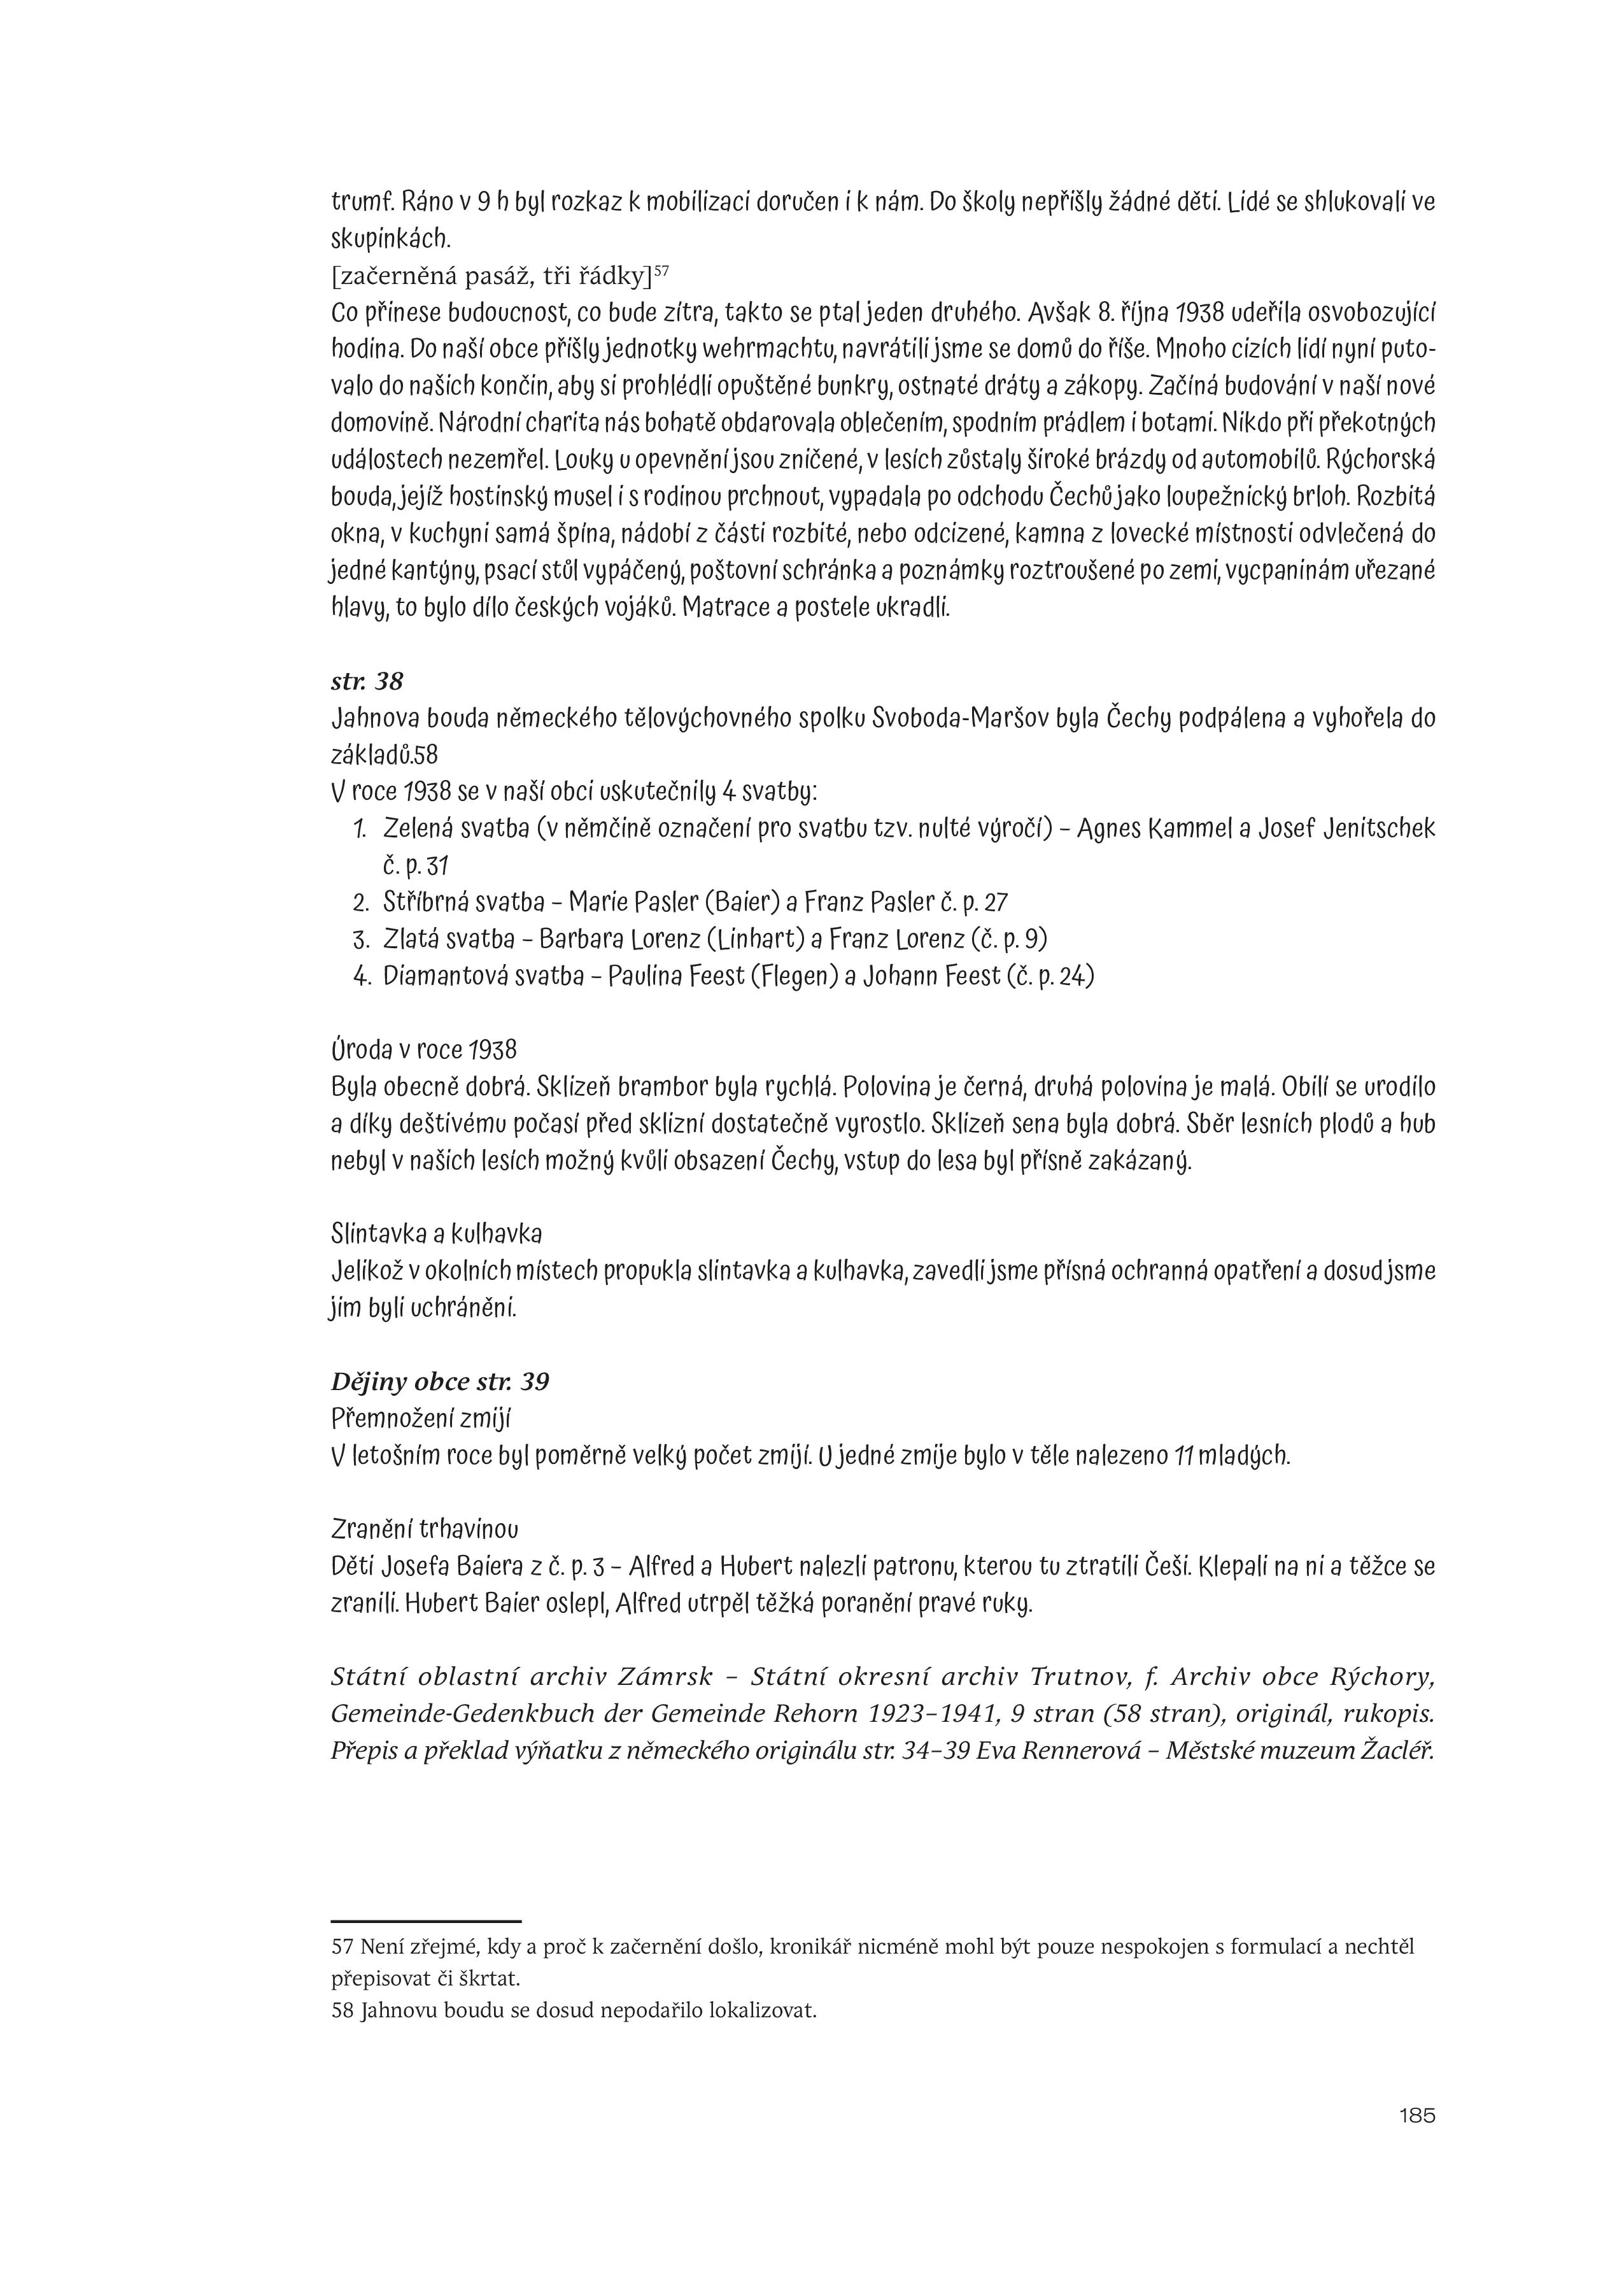 trumf. Ráno v 9 h byl rozkaz k mobilizaci doručen i k nám. Do školy nepřišly žádné děti. Lidé se shlukovali ve
skupinkách.
[začerněná pasáž, tři řádky]57
Co přinese budoucnost, co bude zítra, takto se ptal jeden druhého. Avšak 8. října 1938 udeřila osvobozující
hodina. Do naší obce přišly jednotky wehrmachtu, navrátili jsme se domů do říše. Mnoho cizích lidí nyní puto-
valo do našich končin, aby si prohlédli opuštěné bunkry, ostnaté dráty a zákopy. Začíná budování v naší nové
domovině. Národní charita nás bohatě obdarovala oblečením, spodním prádlem i botami. Nikdo při překotných
událostech nezemřel. Louky u opevnění jsou zničené, v lesích zůstaly široké brázdy od automobilů. Rýchorská
bouda, jejíž hostinský musel i s rodinou prchnout, vypadala po odchodu Čechů jako loupežnický brloh. Rozbitá
okna, v kuchyni samá špína, nádobí z části rozbité, nebo odcizené, kamna z lovecké místnosti odvlečená do
jedné kantýny, psací stůl vypáčený, poštovní schránka a poznámky roztroušené po zemi, vycpaninám uřezané
hlavy, to bylo dílo českých vojáků. Matrace a postele ukradli.
str. 38
Jahnova bouda německého tělovýchovného spolku Svoboda-Maršov byla Čechy podpálena a vyhořela do
základů.58
V roce 1938 se v naší obci uskutečnily 4 svatby:
1. Zelená svatba (v němčině označení pro svatbu tzv. nulté výročí) – Agnes Kammel a Josef Jenitschek
č. p. 31
2. Stříbrná svatba – Marie Pasler (Baier) a Franz Pasler č. p. 27
3. Zlatá svatba – Barbara Lorenz (Linhart) a Franz Lorenz (č. p. 9)
4. Diamantová svatba – Paulina Feest (Flegen) a Johann Feest (č. p. 24)
Úroda v roce 1938
Byla obecně dobrá. Sklizeň brambor byla rychlá. Polovina je černá, druhá polovina je malá. Obilí se urodilo
a díky deštivému počasí před sklizní dostatečně vyrostlo. Sklizeň sena byla dobrá. Sběr lesních plodů a hub
nebyl v našich lesích možný kvůli obsazení Čechy, vstup do lesa byl přísně zakázaný.
Slintavka a kulhavka
Jelikož v okolních místech propukla slintavka a kulhavka, zavedli jsme přísná ochranná opatření a dosud jsme
jim byli uchráněni.
Dějiny obce str. 39
Přemnožení zmijí
V letošním roce byl poměrně velký počet zmijí. U jedné zmije bylo v těle nalezeno 11 mladých.
Zranění trhavinou
Děti Josefa Baiera z č. p. 3 – Alfred a Hubert nalezli patronu, kterou tu ztratili Češi. Klepali na ni a těžce se
zranili. Hubert Baier oslepl, Alfred utrpěl těžká poranění pravé ruky.
Státní oblastní archiv Zámrsk – Státní okresní archiv Trutnov, f. Archiv obce Rýchory,
Gemeinde-Gedenkbuch der Gemeinde Rehorn 1923–1941, 9 stran (58 stran), originál, rukopis.
Přepis a překlad výňatku z německého originálu str. 34–39 Eva Rennerová – Městské muzeum Žacléř.
57 Není zřejmé, kdy a proč k začernění došlo, kronikář nicméně mohl být pouze nespokojen s formulací a nechtěl
přepisovat či škrtat.
58 Jahnovu boudu se dosud nepodařilo lokalizovat.
185